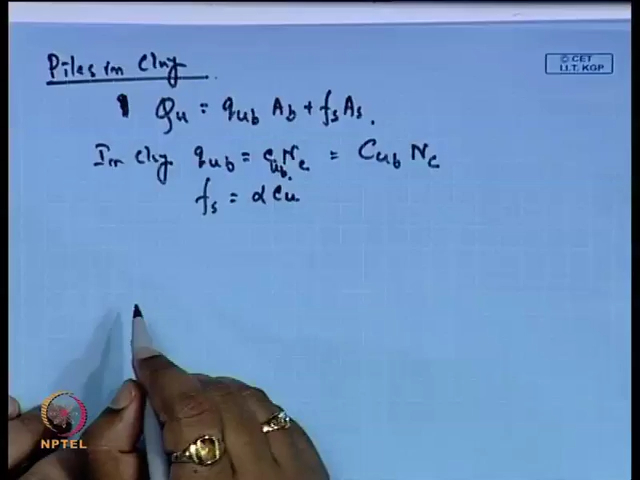 Piles in Clay
© CET
I.I.T. KGP
Qu = qub Ab + fs As.
In Clay qub = cub Nc = Cub Nc
fs = α Cu
NPTEL